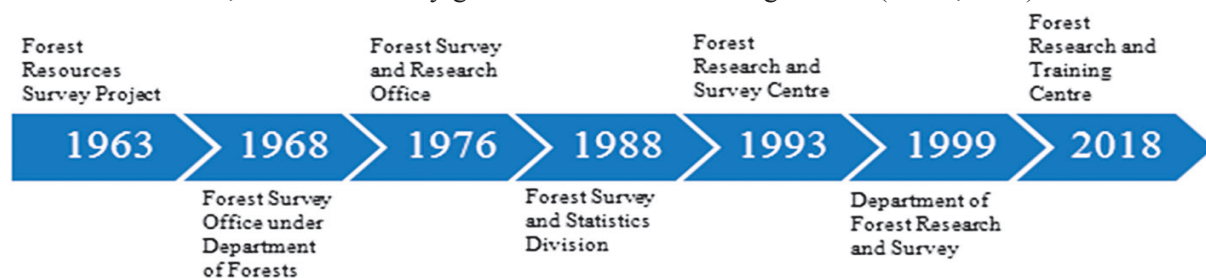 Forest
Resources
Survey Project
Forest Survey
and Research
Office
Forest
Research and
Survey Centre
Forest
Research and
Training
Centre
1963
1968
1976
1988
1993
1999
2018
Forest Survey
Office under
Department
of Forests
Forest Survey
and Statistics
Division
Department of
Forest Research
and Survey